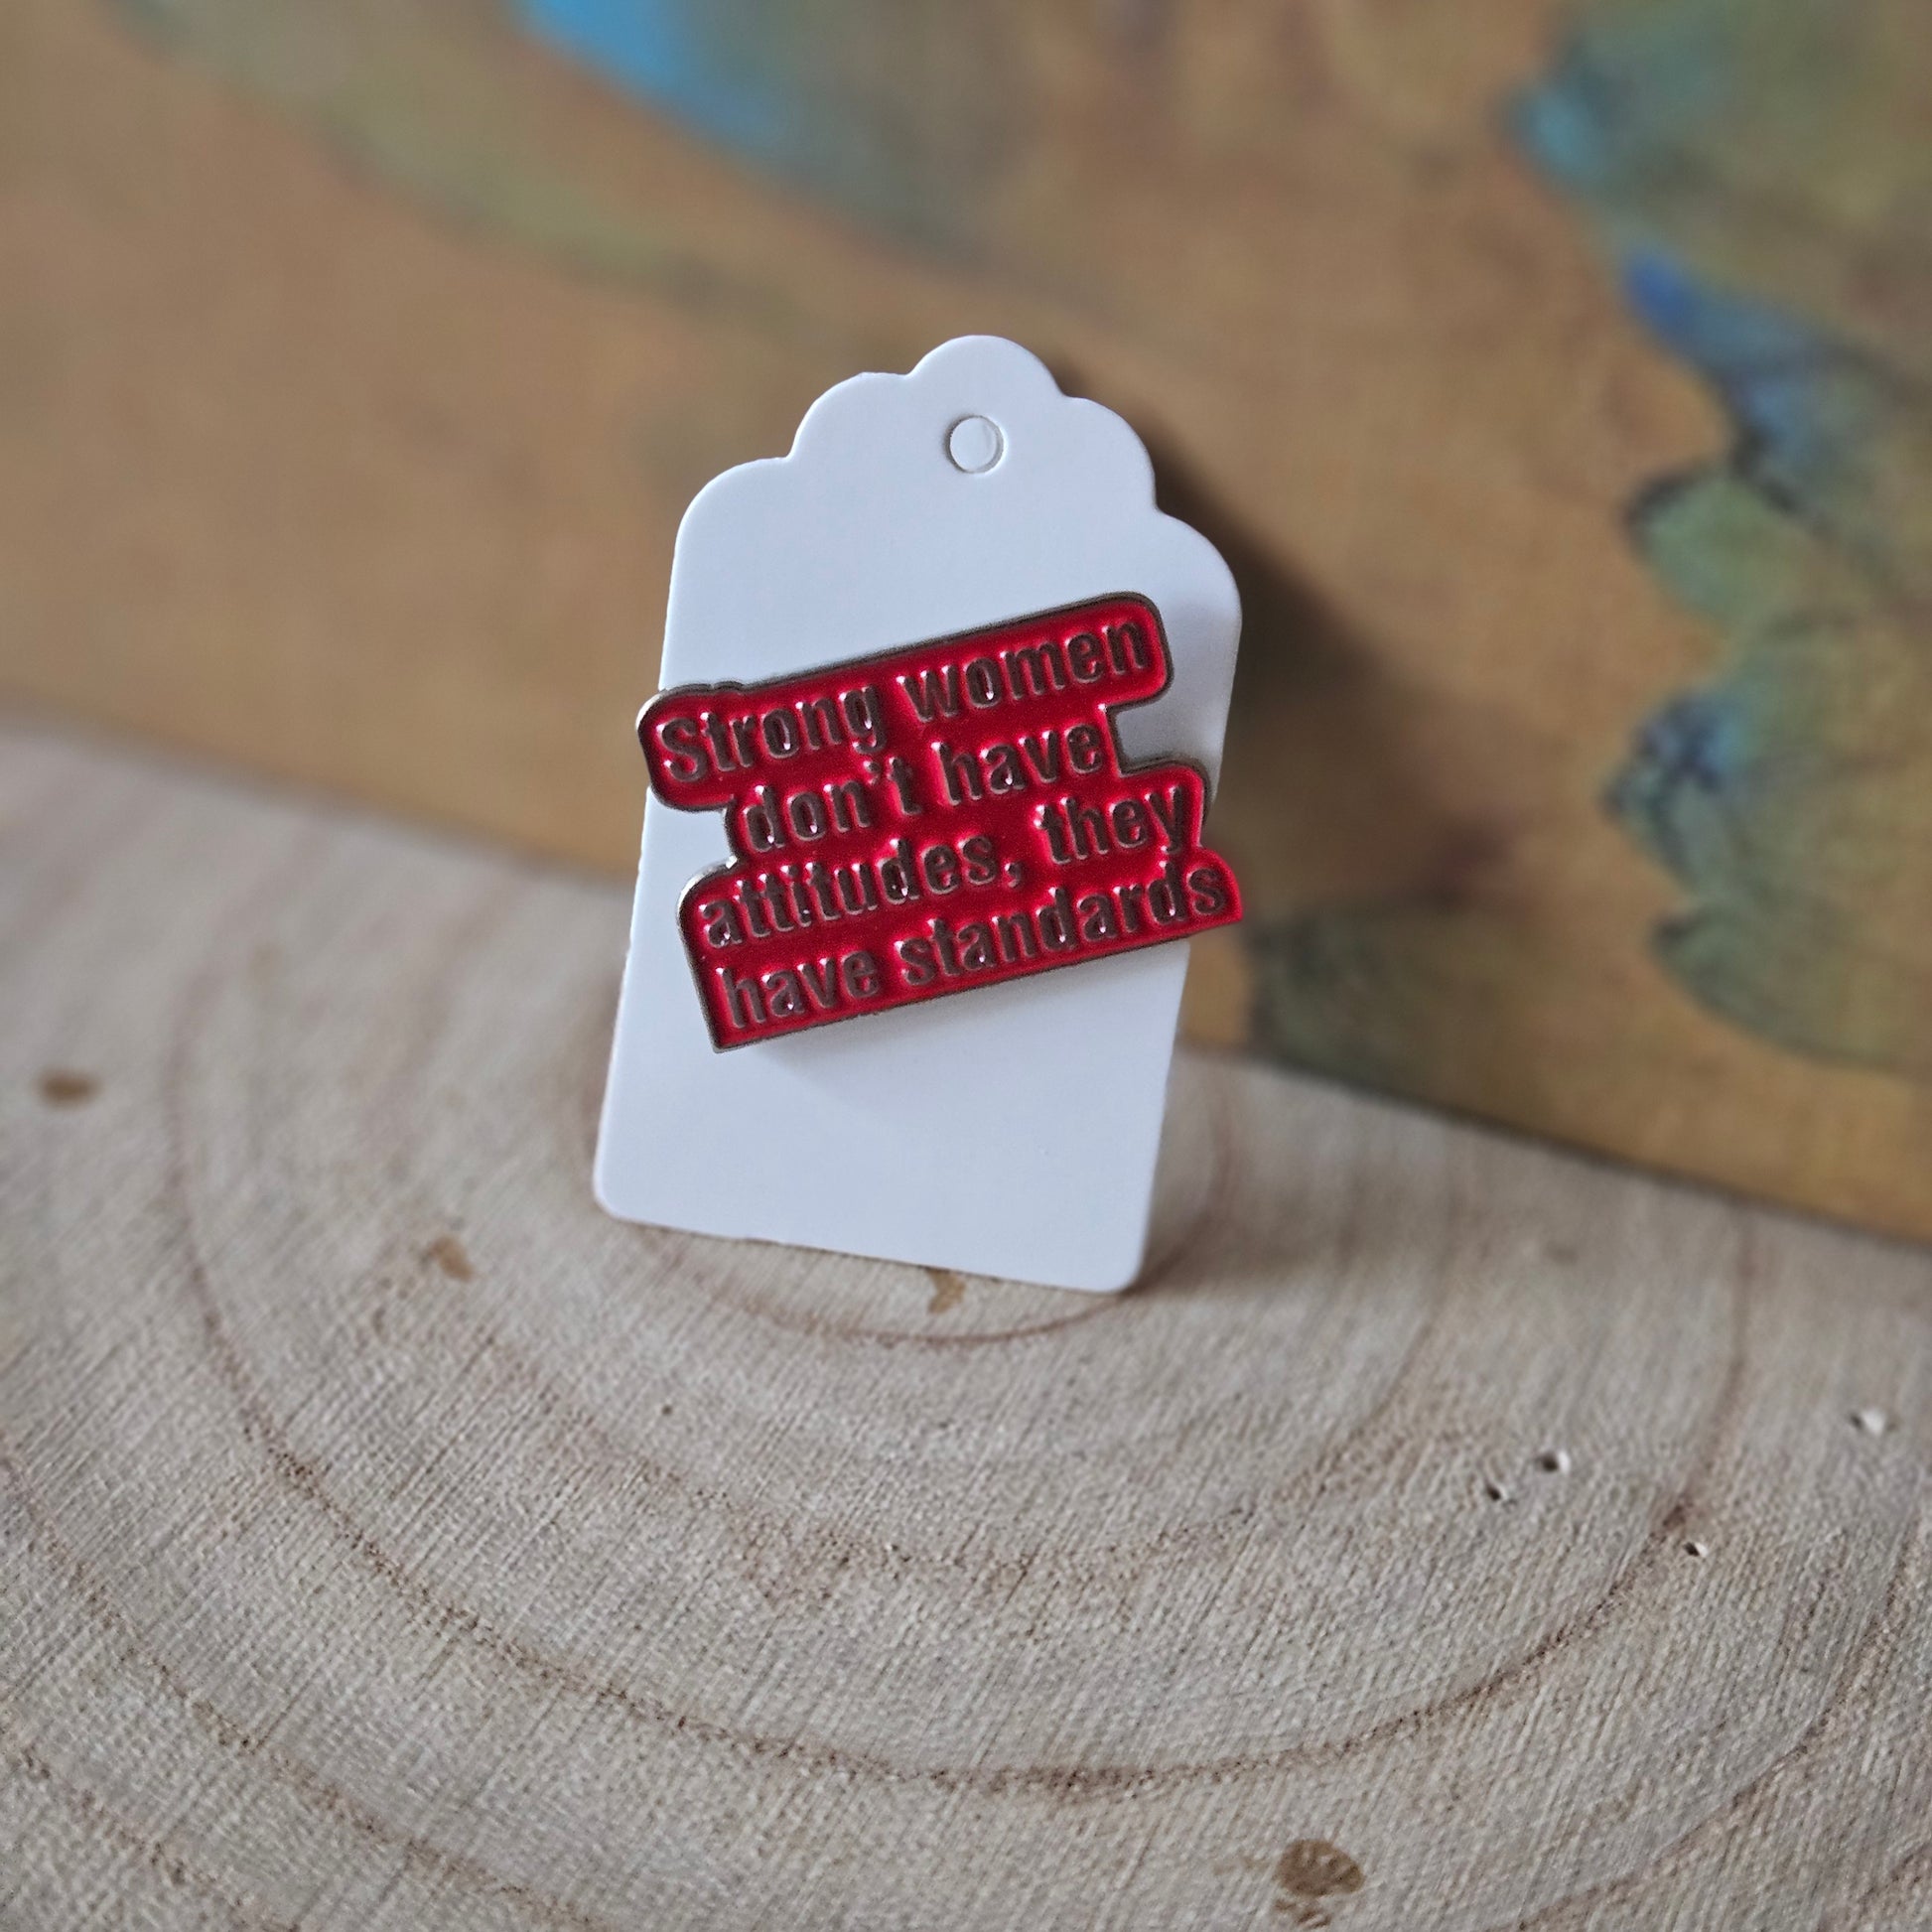 Strong women
don't have
attitudes, they
have standards